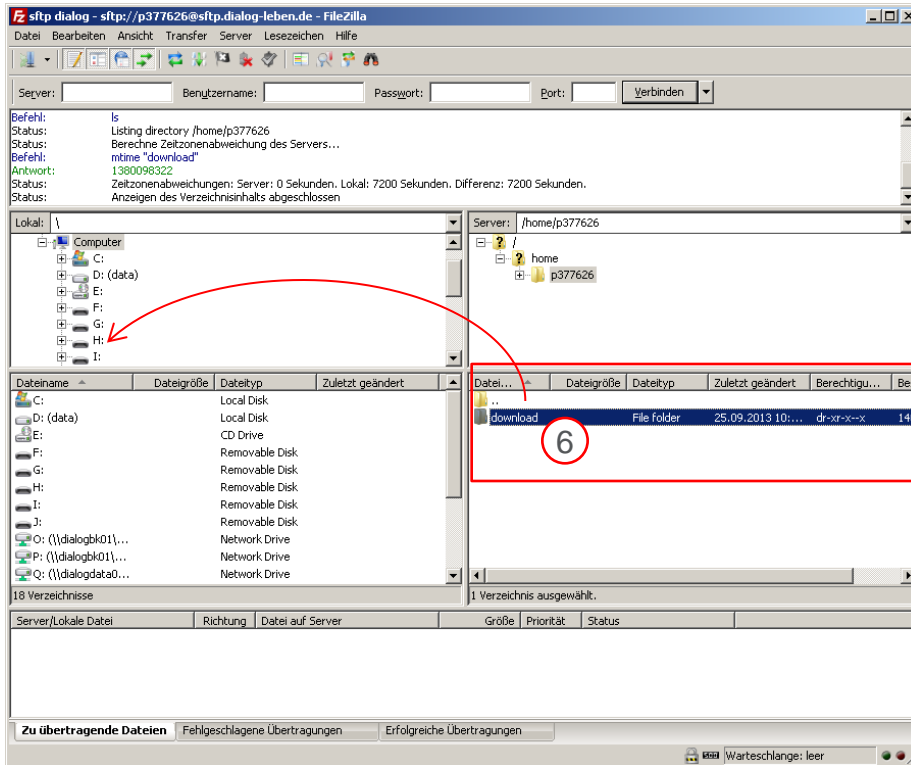 sftp dialog - sftp://p377626@sftp.dialog-leben.de - FileZilla
Datei Bearbeiten Ansicht Transfer Server Lesezeichen Hilfe
Server: Benutzername: Passwort: Port: Verbinden
Befehl: ls
Status: Listing directory /home/p377626
Status: Berechne Zeitzonenabweichung des Servers...
Befehl: mtime "download"
Antwort: 1380098322
Status: Zeitzonenabweichungen: Server: 0 Sekunden. Lokal: 7200 Sekunden. Differenz: 7200 Sekunden.
Status: Anzeigen des Verzeichnisinhalts abgeschlossen
Lokal: \
Computer
C:
D: (data)
E:
F:
G:
H:
I:
Server: /home/p377626
/
home
p377626
Dateiname Dateigröße Dateityp Zuletzt geändert
C: Local Disk
D: (data) Local Disk
E: CD Drive
F: Removable Disk
G: Removable Disk
H: Removable Disk
I: Removable Disk
J: Removable Disk
O: (\\dialogbk01\... Network Drive
P: (\\dialogbk01\... Network Drive
Q: (\\dialogdata0... Network Drive
18 Verzeichnisse
Datei... Dateigröße Dateityp Zuletzt geändert Berechtigu... Be
..
download File folder 25.09.2013 10:... dr-xr-x--x 14
6
1 Verzeichnis ausgewählt.
Server/Lokale Datei Richtung Datei auf Server Größe Priorität Status
Zu übertragende Dateien Fehlgeschlagene Übertragungen Erfolgreiche Übertragungen
Warteschlange: leer